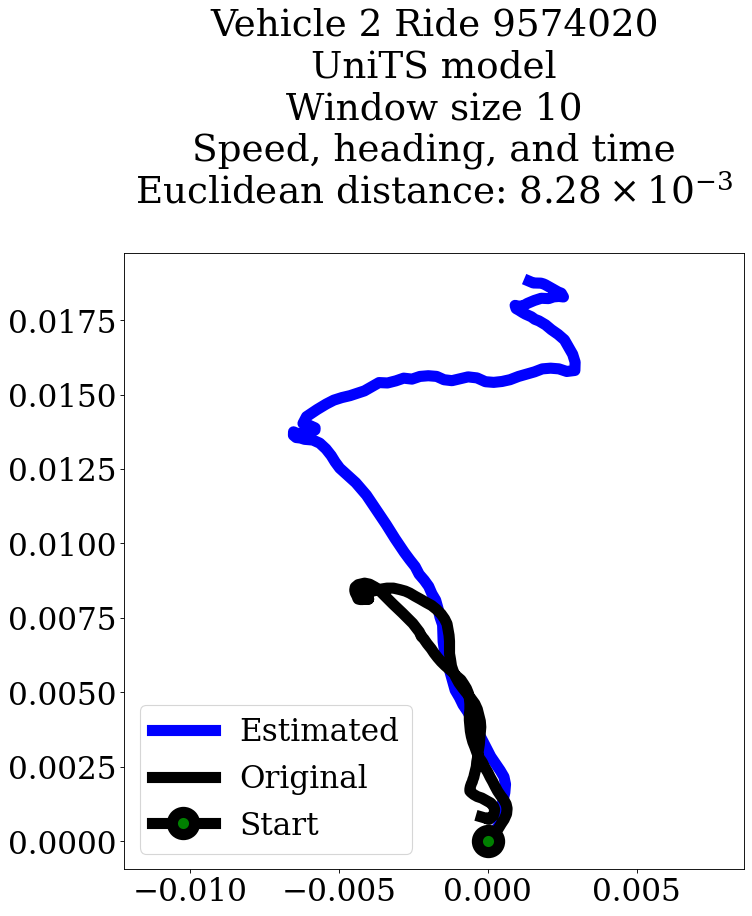 Vehicle 2 Ride 9574020
UniTS model
Window size 10
Speed, heading, and time
Euclidean distance: 8.28 × 10⁻³
0.0175
0.0150
0.0125
0.0100
0.0075
0.0050
0.0025
0.0000
Estimated
Original
Start
−0.010 −0.005 0.000 0.005